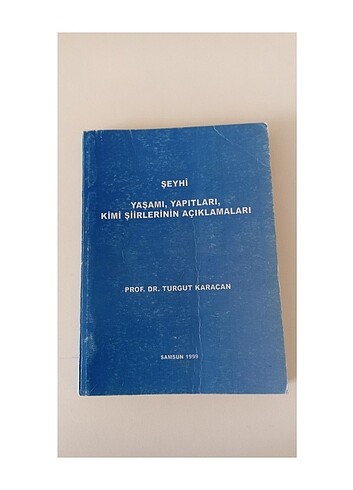 ŞEYHİ
YAŞAMI, YAPITLARI,
KİMİ ŞİİRLERİNİN AÇIKLAMALARI
PROF. DR. TURGUT KARACAN
SAMSUN 1999